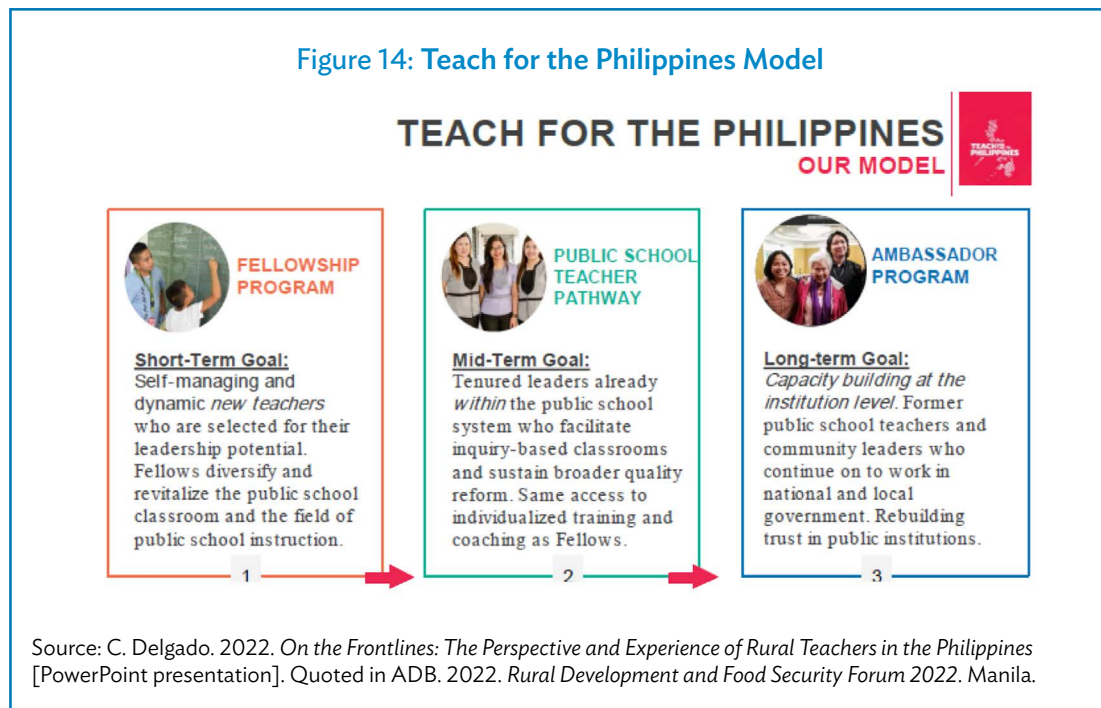 Figure 14: Teach for the Philippines Model
TEACH FOR THE PHILIPPINES
OUR MODEL
TEACH FOR THE
PHILIPPINES
FELLOWSHIP
PROGRAM
Short-Term Goal:
Self-managing and
dynamic new teachers
who are selected for their
leadership potential.
Fellows diversify and
revitalize the public school
classroom and the field of
public school instruction.
1
PUBLIC SCHOOL
TEACHER
PATHWAY
Mid-Term Goal:
Tenured leaders already
within the public school
system who facilitate
inquiry-based classrooms
and sustain broader quality
reform. Same access to
individualized training and
coaching as Fellows.
2
AMBASSADOR
PROGRAM
Long-term Goal:
Capacity building at the
institution level. Former
public school teachers and
community leaders who
continue on to work in
national and local
government. Rebuilding
trust in public institutions.
3
Source: C. Delgado. 2022. On the Frontlines: The Perspective and Experience of Rural Teachers in the Philippines
[PowerPoint presentation]. Quoted in ADB. 2022. Rural Development and Food Security Forum 2022. Manila.